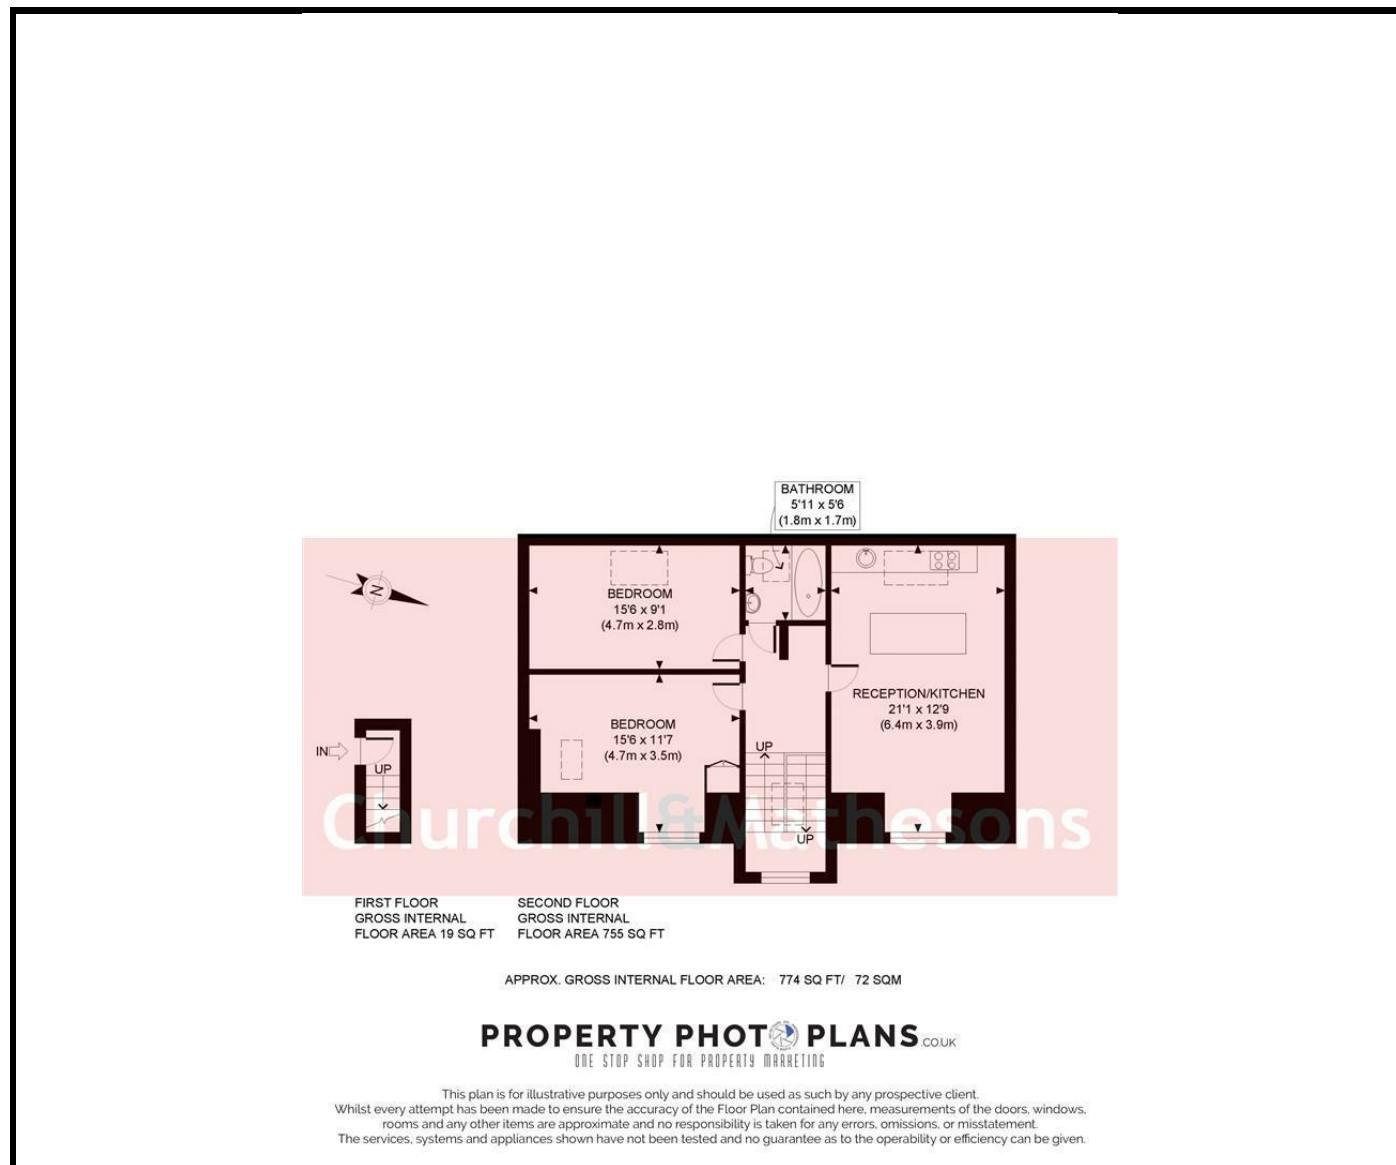 BATHROOM
5'11 x 5'6
(1.8m x 1.7m)
N
BEDROOM
15'6 x 9'1
(4.7m x 2.8m)
RECEPTION/KITCHEN
21'1 x 12'9
(6.4m x 3.9m)
BEDROOM
15'6 x 11'7
(4.7m x 3.5m)
IN
UP
UP
UP
Churchill&Mathesons
FIRST FLOOR
GROSS INTERNAL
FLOOR AREA 19 SQ FT
SECOND FLOOR
GROSS INTERNAL
FLOOR AREA 755 SQ FT
APPROX. GROSS INTERNAL FLOOR AREA: 774 SQ FT/ 72 SQM
PROPERTY PHOTO PLANS.CO.UK
ONE STOP SHOP FOR PROPERTY MARKETING
This plan is for illustrative purposes only and should be used as such by any prospective client.
Whilst every attempt has been made to ensure the accuracy of the Floor Plan contained here, measurements of the doors, windows,
rooms and any other items are approximate and no responsibility is taken for any errors, omissions, or misstatement.
The services, systems and appliances shown have not been tested and no guarantee as to the operability or efficiency can be given.